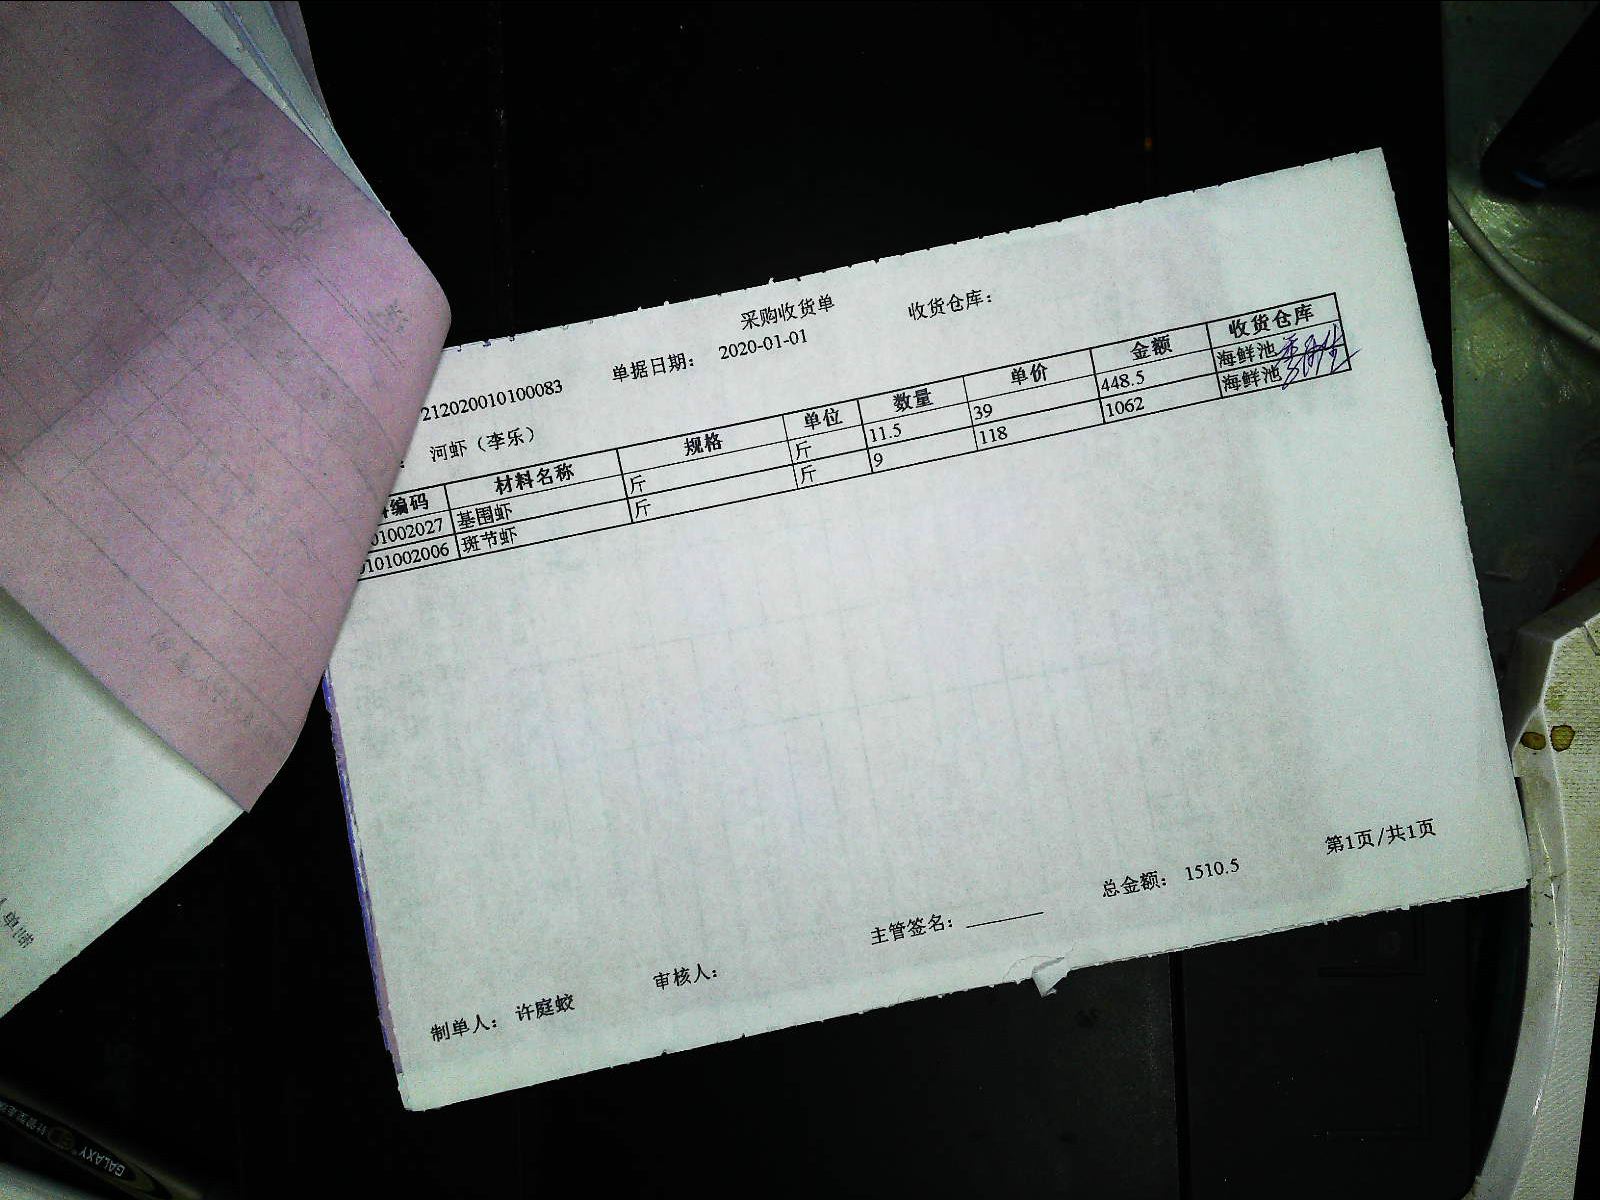 采购收货单
收货仓库：
212020010100083 单据日期： 2020-01-01
： 河虾（李乐）
编码 材料名称 规格 单位 数量 单价 金额 收货仓库
01002027 基围虾 斤 斤 11.5 39 448.5 海鲜池
101002006 斑节虾 斤 斤 9 118 1062 海鲜池
制单人： 许庭蛟 审核人： 主管签名： 总金额： 1510.5 第1页/共1页
GALAXY